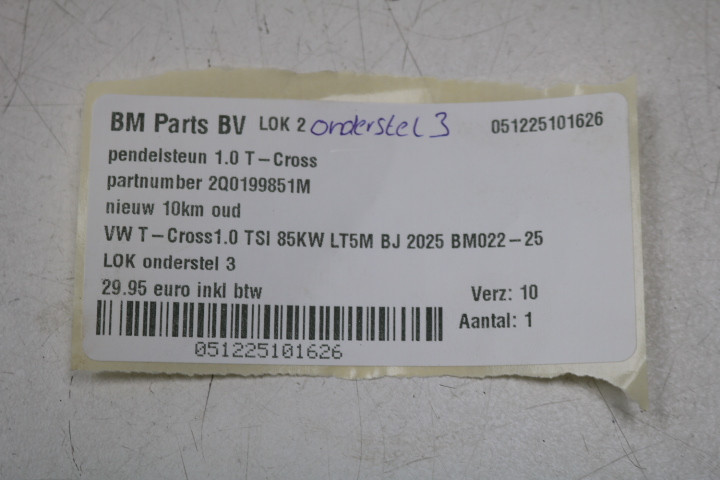 BM Parts BV LOK 2 onderstel 3 051225101626
pendelsteun 1.0 T-Cross
partnumber 2Q0199851M
nieuw 10km oud
VW T-Cross1.0 TSI 85KW LT5M BJ 2025 BM022-25
LOK onderstel 3
29.95 euro inkl btw Verz: 10
Aantal: 1
051225101626